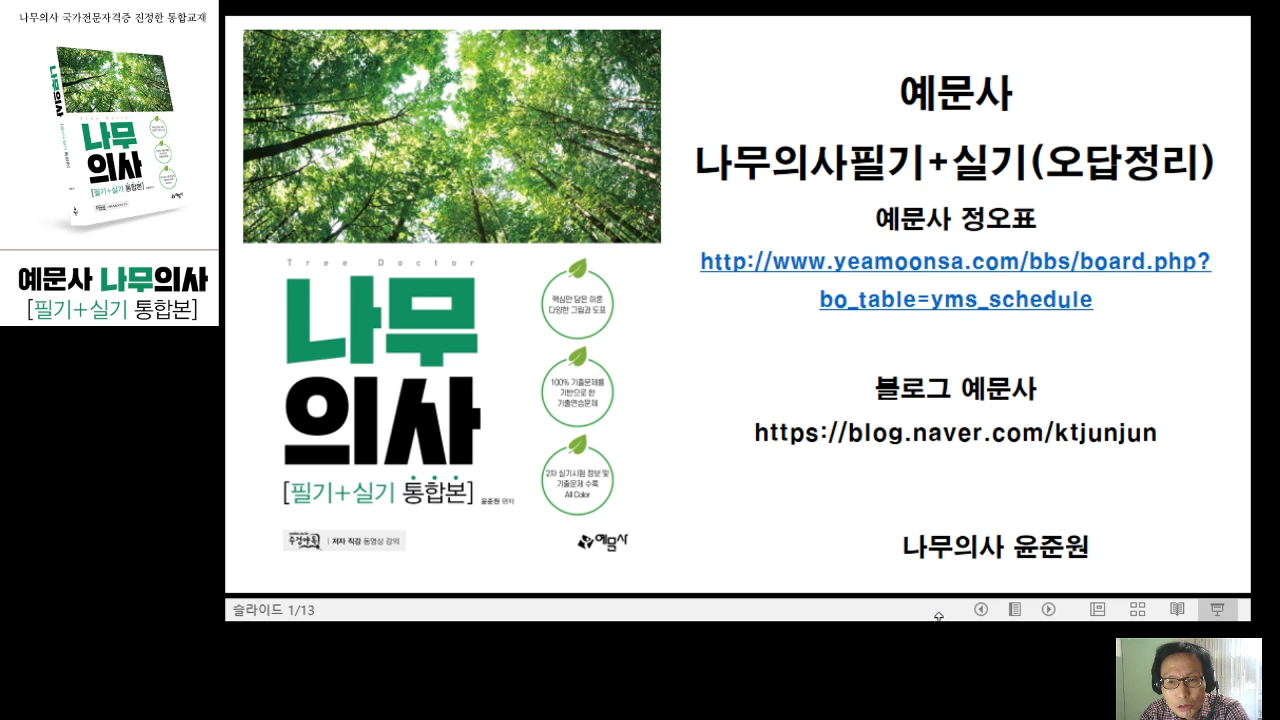 나무의사 국가전문자격증 진정한 통합교재
Tree Doctor
나무
의사
[필기+실기 통합본]
예문사 나무의사
[필기+실기 통합본]
Tree Doctor
나무
의사
[필기+실기 통합본] 윤준원 편저
핵심만 담은 이론
다양한 그림과 도표
100% 기출문제를
기반으로 한
기출연습문제
2차 실기시험 정보 및
기출문제 수록
All Color
주경야독 | 저자 직강 동영상 강의
예문사
예문사
나무의사필기+실기(오답정리)
예문사 정오표
http://www.yeamoonsa.com/bbs/board.php?
bo_table=yms_schedule
블로그 예문사
https://blog.naver.com/ktjunjun
나무의사 윤준원
슬라이드 1/13